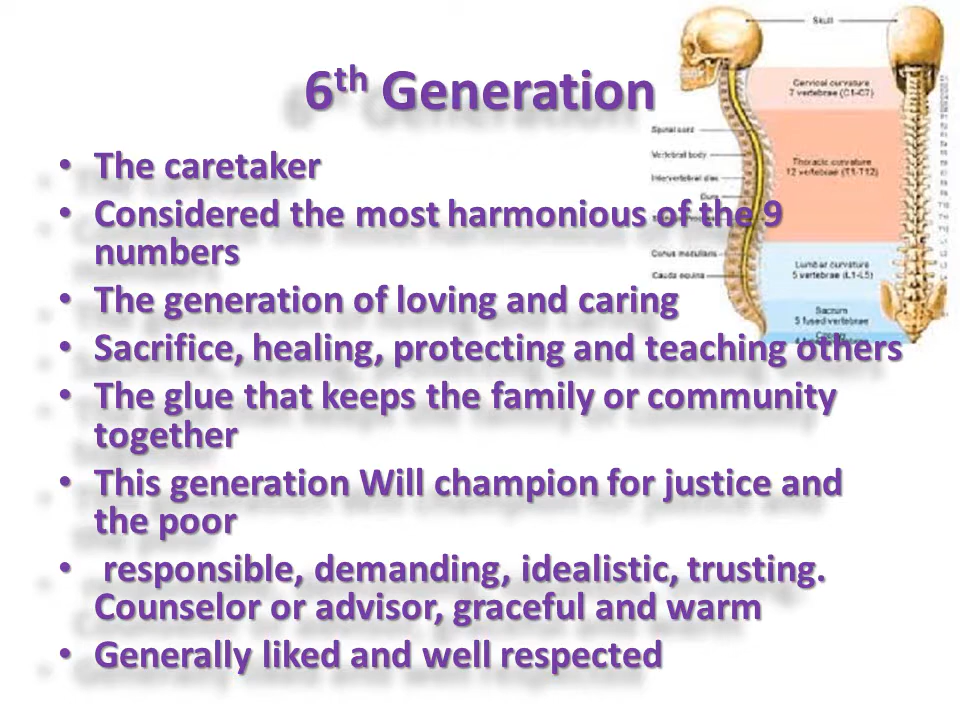 6th Generation
• The caretaker
• Considered the most harmonious of the 9
numbers
• The generation of loving and caring
• Sacrifice, healing, protecting and teaching others
• The glue that keeps the family or community
together
• This generation Will champion for justice and
the poor
• responsible, demanding, idealistic, trusting.
Counselor or advisor, graceful and warm
• Generally liked and well respected
Skull
Cervical curvature
7 vertebrae (C1-C7)
Spinal cord
Vertebral body
Intervertebral disc
Dura
Thoracic curvature
12 vertebrae (T1-T12)
Conus medullaris
Cauda equina
Lumbar curvature
5 vertebrae (L1-L5)
Sacrum
5 fused vertebrae